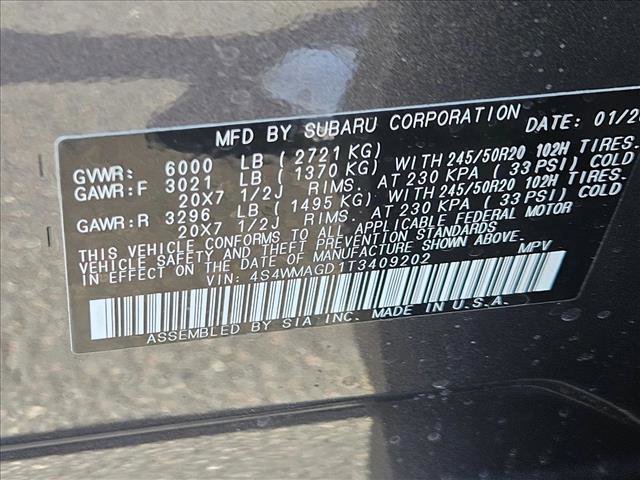 MFD BY SUBARU CORPORATION DATE: 01/20
GVWR: 6000 LB (2721 KG)
GAWR:F 3021 LB (1370 KG) WITH 245/50R20 102H TIRES.
20X7 1/2J RIMS. AT 230 KPA (33 PSI) COLD
GAWR:R 3296 LB (1495 KG) WITH 245/50R20 102H TIRES.
20X7 1/2J RIMS. AT 230 KPA (33 PSI) COLD
THIS VEHICLE CONFORMS TO ALL APPLICABLE FEDERAL MOTOR
VEHICLE SAFETY AND THEFT PREVENTION STANDARDS
IN EFFECT ON THE DATE OF MANUFACTURE SHOWN ABOVE.
VIN: 4S4WMAGD1T3409202 MPV
ASSEMBLED BY SIA INC. MADE IN U.S.A.